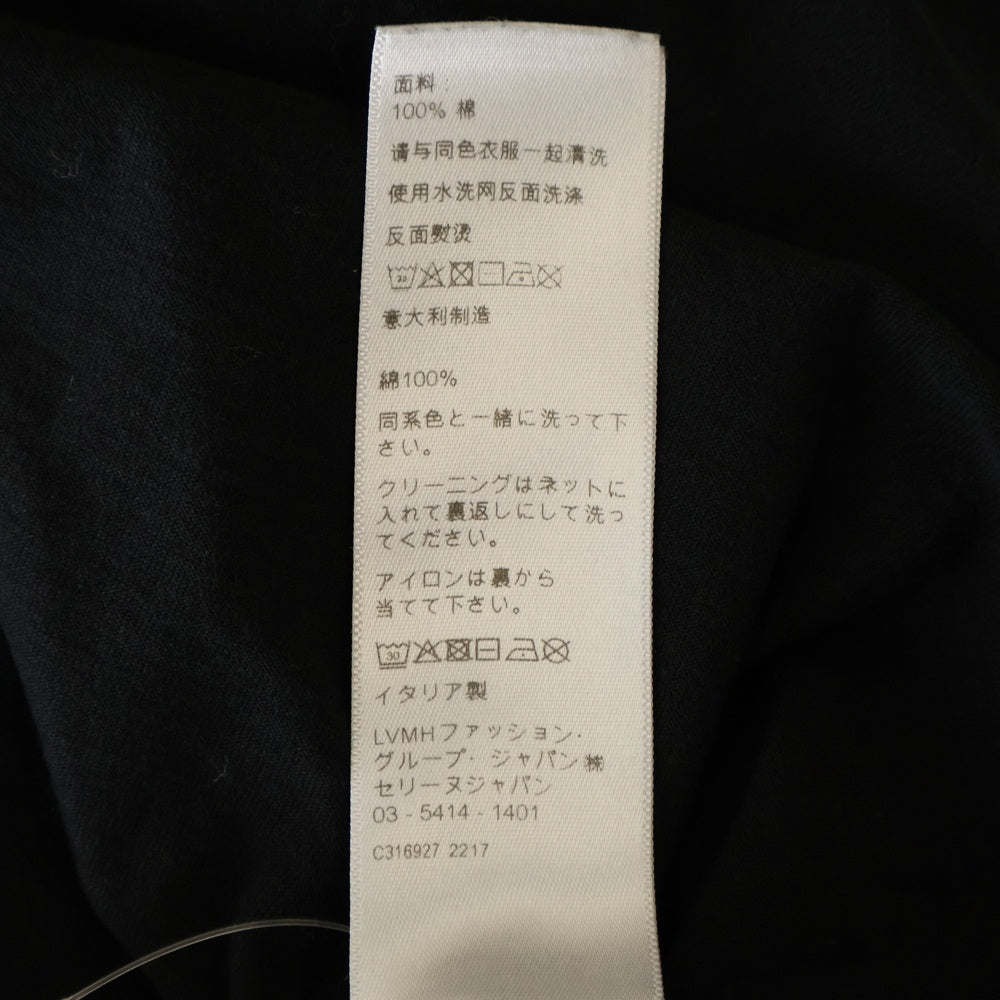 面料：
100% 棉
请与同色衣服一起清洗
使用水洗网反面洗涤
反面熨烫
30
意大利制造
綿100%
同系色と一緒に洗って下
さい。
クリーニングはネットに
入れて裏返しにして洗っ
てください。
アイロンは裏から
当てて下さい。
30
イタリア製
LVMHファッション・
グループ・ジャパン㈱
セリーヌジャパン
03 - 5414 - 1401
C316927 2217